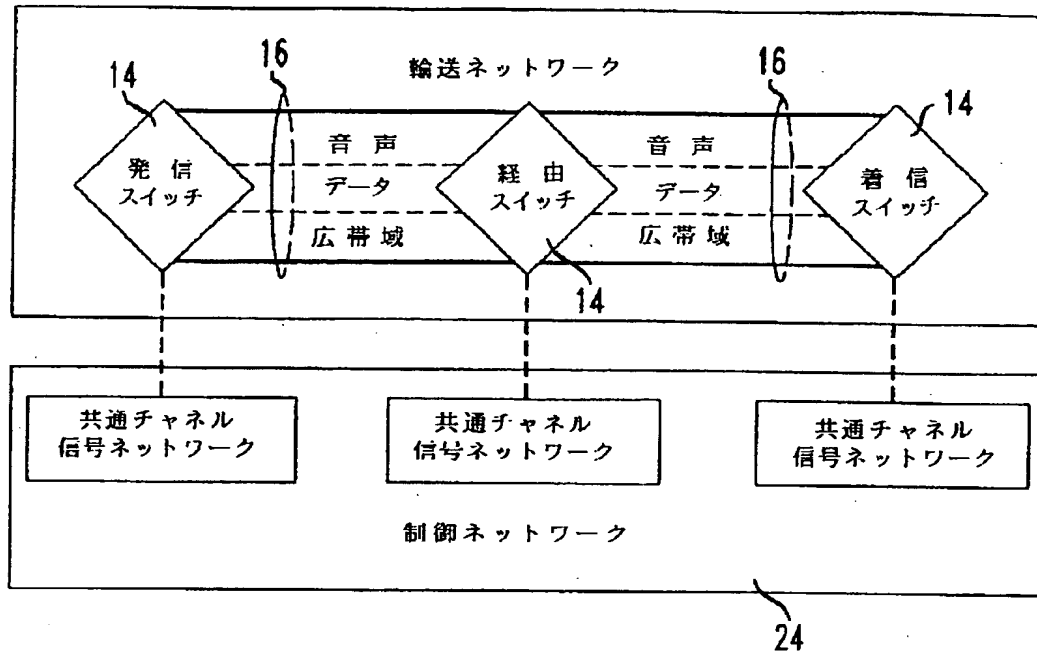 輸送ネットワーク
16
16
14
14
音声
音声
発信
スイッチ
データ
経由
スイッチ
データ
着信
スイッチ
広帯域
広帯域
14
共通チャネル
信号ネットワーク
共通チャネル
信号ネットワーク
共通チャネル
信号ネットワーク
制御ネットワーク
24